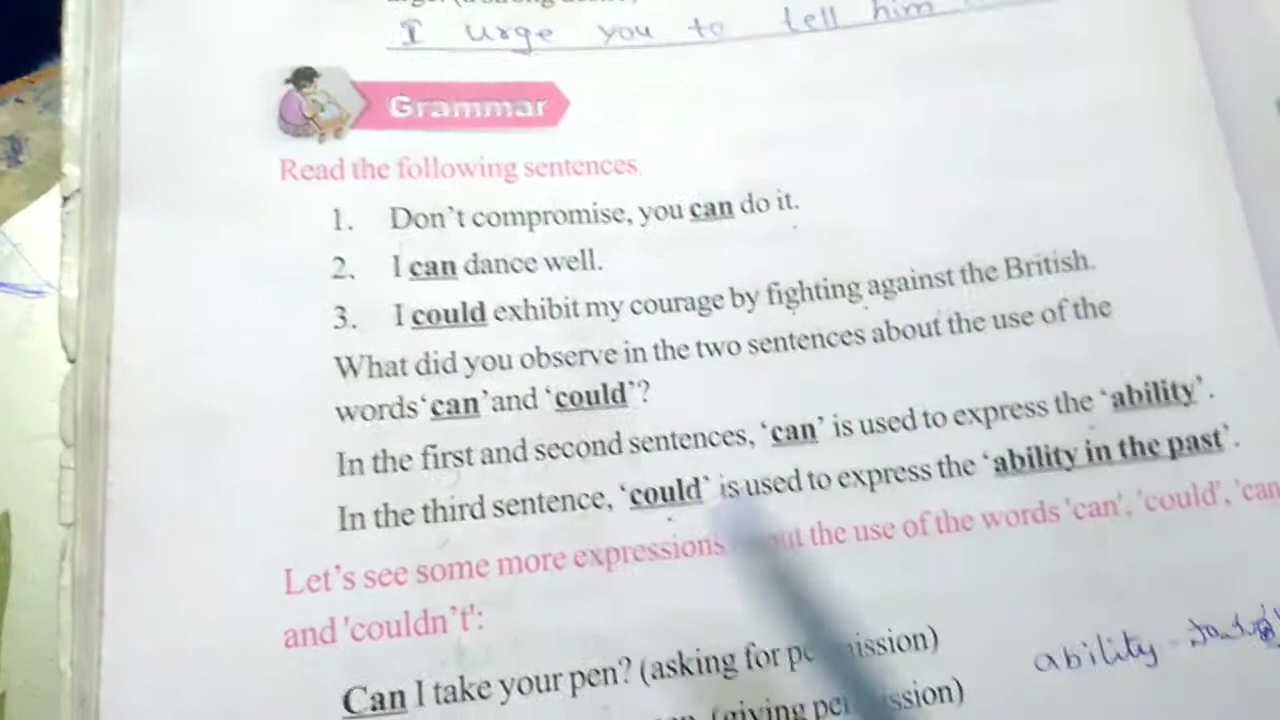 I urge you to tell him
Grammar
Read the following sentences.
1. Don't compromise, you can do it.
2. I can dance well.
3. I could exhibit my courage by fighting against the British.
What did you observe in the two sentences about the use of the
words 'can' and 'could'?
In the first and second sentences, 'can' is used to express the 'ability'.
In the third sentence, 'could' is used to express the 'ability in the past'.
Let's see some more expressions the use of the words 'can', 'could', 'can
and 'couldn't':
Can I take your pen? (asking for
(giving
ability -